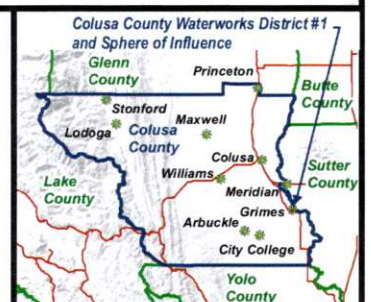 Colusa County Waterworks District #1
and Sphere of Influence
Glenn
County
Princeton
Butte
County
Stonford
Lodoga
Maxwell
Colusa
County
Colusa
Williams
Sutter
County
Meridian
Lake
County
Grimes
Arbuckle
City College
Yolo
County